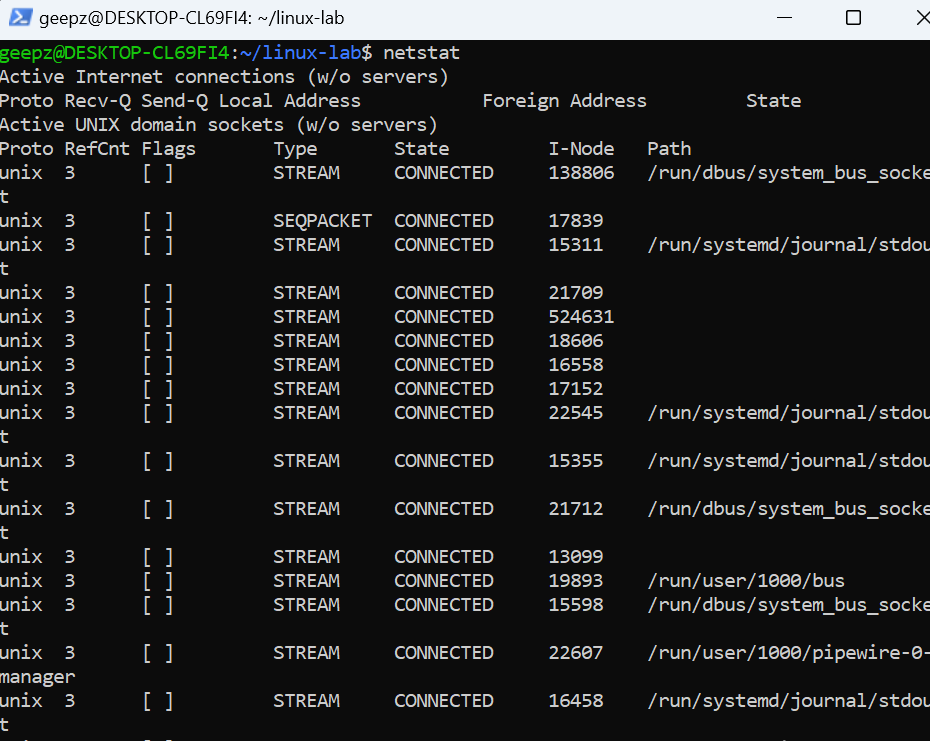 geepz@DESKTOP-CL69FI4: ~/linux-lab
geepz@DESKTOP-CL69FI4:~/linux-lab$ netstat
Active Internet connections (w/o servers)
Proto Recv-Q Send-Q Local Address           Foreign Address         State
Active UNIX domain sockets (w/o servers)
Proto RefCnt Flags       Type       State         I-Node   Path
unix  3      [ ]         STREAM     CONNECTED     138806   /run/dbus/system_bus_socke
t
unix  3      [ ]         SEQPACKET  CONNECTED     17839
unix  3      [ ]         STREAM     CONNECTED     15311    /run/systemd/journal/stdou
t
unix  3      [ ]         STREAM     CONNECTED     21709
unix  3      [ ]         STREAM     CONNECTED     524631
unix  3      [ ]         STREAM     CONNECTED     18606
unix  3      [ ]         STREAM     CONNECTED     16558
unix  3      [ ]         STREAM     CONNECTED     17152
unix  3      [ ]         STREAM     CONNECTED     22545    /run/systemd/journal/stdou
t
unix  3      [ ]         STREAM     CONNECTED     15355    /run/systemd/journal/stdou
t
unix  3      [ ]         STREAM     CONNECTED     21712    /run/dbus/system_bus_socke
t
unix  3      [ ]         STREAM     CONNECTED     13099
unix  3      [ ]         STREAM     CONNECTED     19893    /run/user/1000/bus
unix  3      [ ]         STREAM     CONNECTED     15598    /run/dbus/system_bus_socke
t
unix  3      [ ]         STREAM     CONNECTED     22607    /run/user/1000/pipewire-0-
manager
unix  3      [ ]         STREAM     CONNECTED     16458    /run/systemd/journal/stdou
t